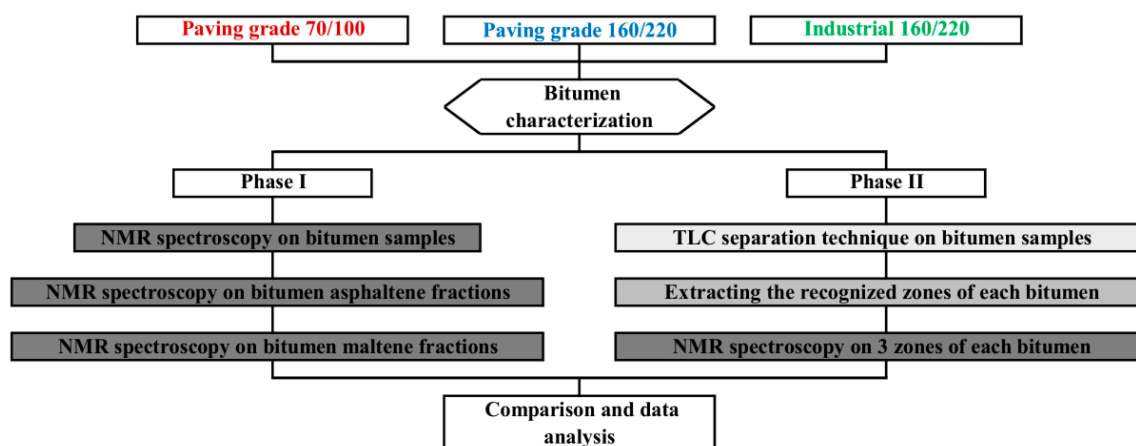 Paving grade 70/100
Paving grade 160/220
Industrial 160/220
Bitumen
characterization
Phase I
Phase II
NMR spectroscopy on bitumen samples
TLC separation technique on bitumen samples
NMR spectroscopy on bitumen asphaltene fractions
Extracting the recognized zones of each bitumen
NMR spectroscopy on bitumen maltene fractions
NMR spectroscopy on 3 zones of each bitumen
Comparison and data
analysis